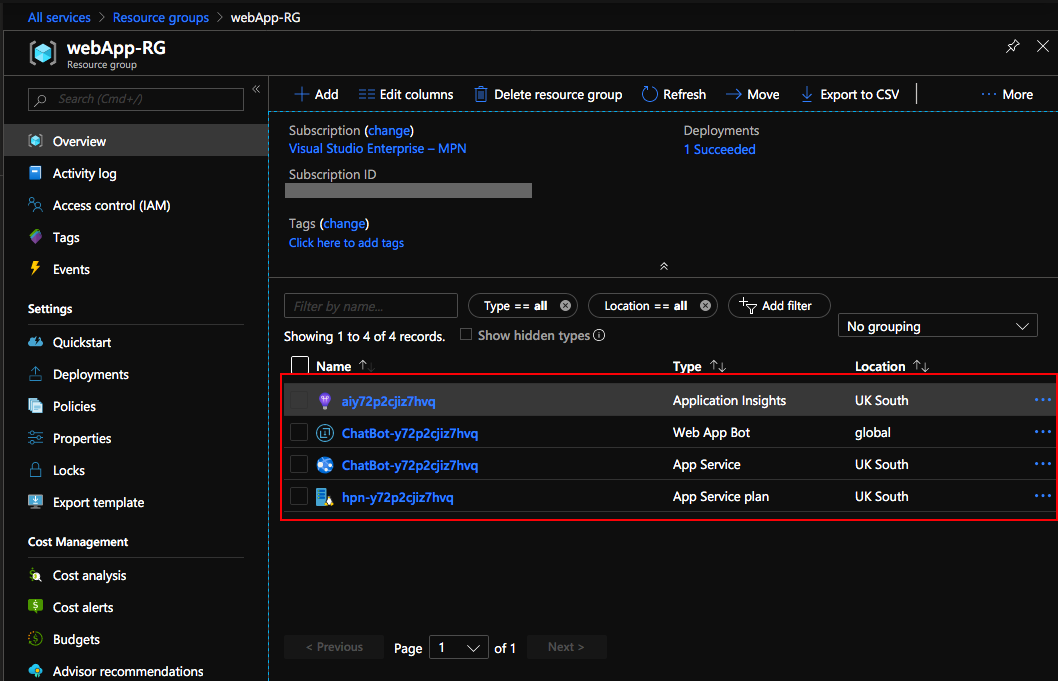 All services > Resource groups > webApp-RG
webApp-RG
Resource group
Search (Cmd+/)
«
Overview
Activity log
Access control (IAM)
Tags
Events
Settings
Quickstart
Deployments
Policies
Properties
Locks
Export template
Cost Management
Cost analysis
Cost alerts
Budgets
Advisor recommendations
Add Edit columns Delete resource group Refresh Move Export to CSV ··· More
Subscription (change)
Visual Studio Enterprise – MPN
Subscription ID
Tags (change)
Click here to add tags
Deployments
1 Succeeded
Filter by name... Type == all Location == all Add filter
Showing 1 to 4 of 4 records. Show hidden types
No grouping
Name Type Location
aiy72p2cjiz7hvq Application Insights UK South ···
ChatBot-y72p2cjiz7hvq Web App Bot global ···
ChatBot-y72p2cjiz7hvq App Service UK South ···
hpn-y72p2cjiz7hvq App Service plan UK South ···
< Previous Page 1 of 1 Next >